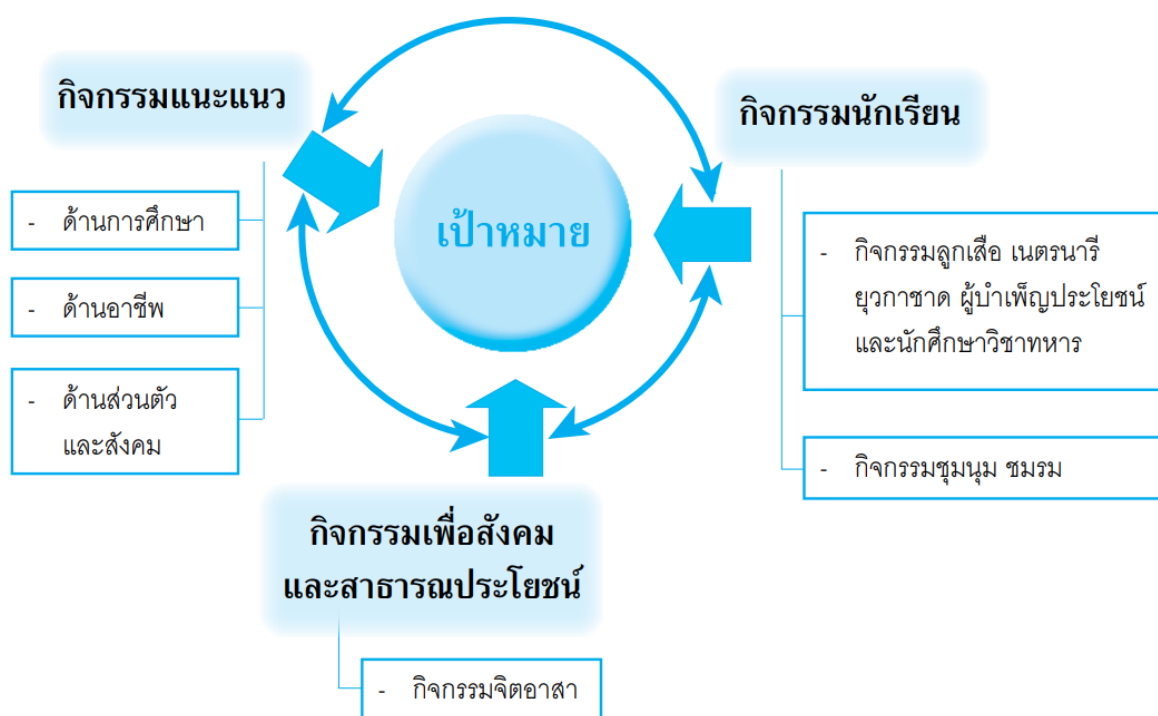 กิจกรรมแนะแนว
- ด้านการศึกษา
- ด้านอาชีพ
- ด้านส่วนตัว
และสังคม
เป้าหมาย
กิจกรรมนักเรียน
- กิจกรรมลูกเสือ เนตรนารี
ยุวกาชาด ผู้บำเพ็ญประโยชน์
และนักศึกษาวิชาทหาร
- กิจกรรมชุมนุม ชมรม
กิจกรรมเพื่อสังคม
และสาธารณประโยชน์
- กิจกรรมจิตอาสา